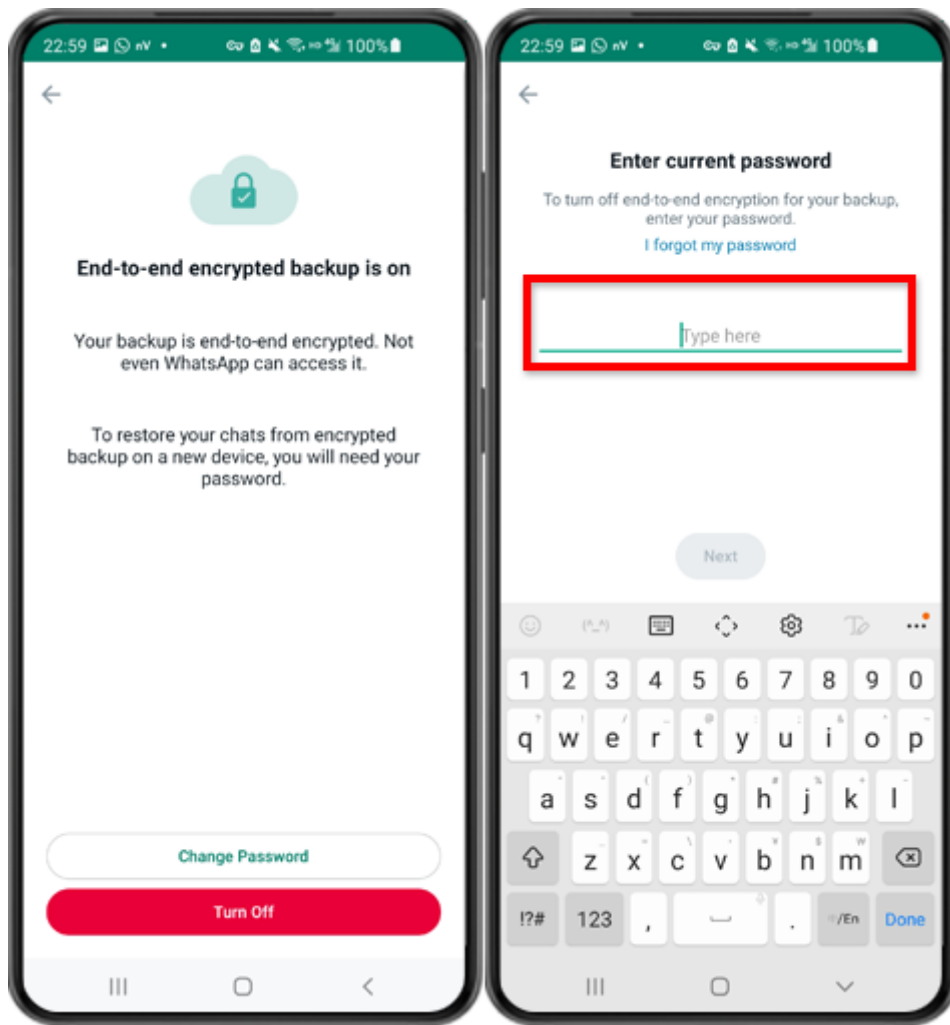 22:59 nV • 100%
End-to-end encrypted backup is on
Your backup is end-to-end encrypted. Not
even WhatsApp can access it.
To restore your chats from encrypted
backup on a new device, you will need your
password.
Change Password
Turn Off
22:59 nV • 100%
Enter current password
To turn off end-to-end encryption for your backup,
enter your password.
I forgot my password
Type here
Next
(^_^)
1 2 3 4 5 6 7 8 9 0
q w e r t y u i o p
a s d f g h j k l
z x c v b n m
!?# 123 , . /En Done